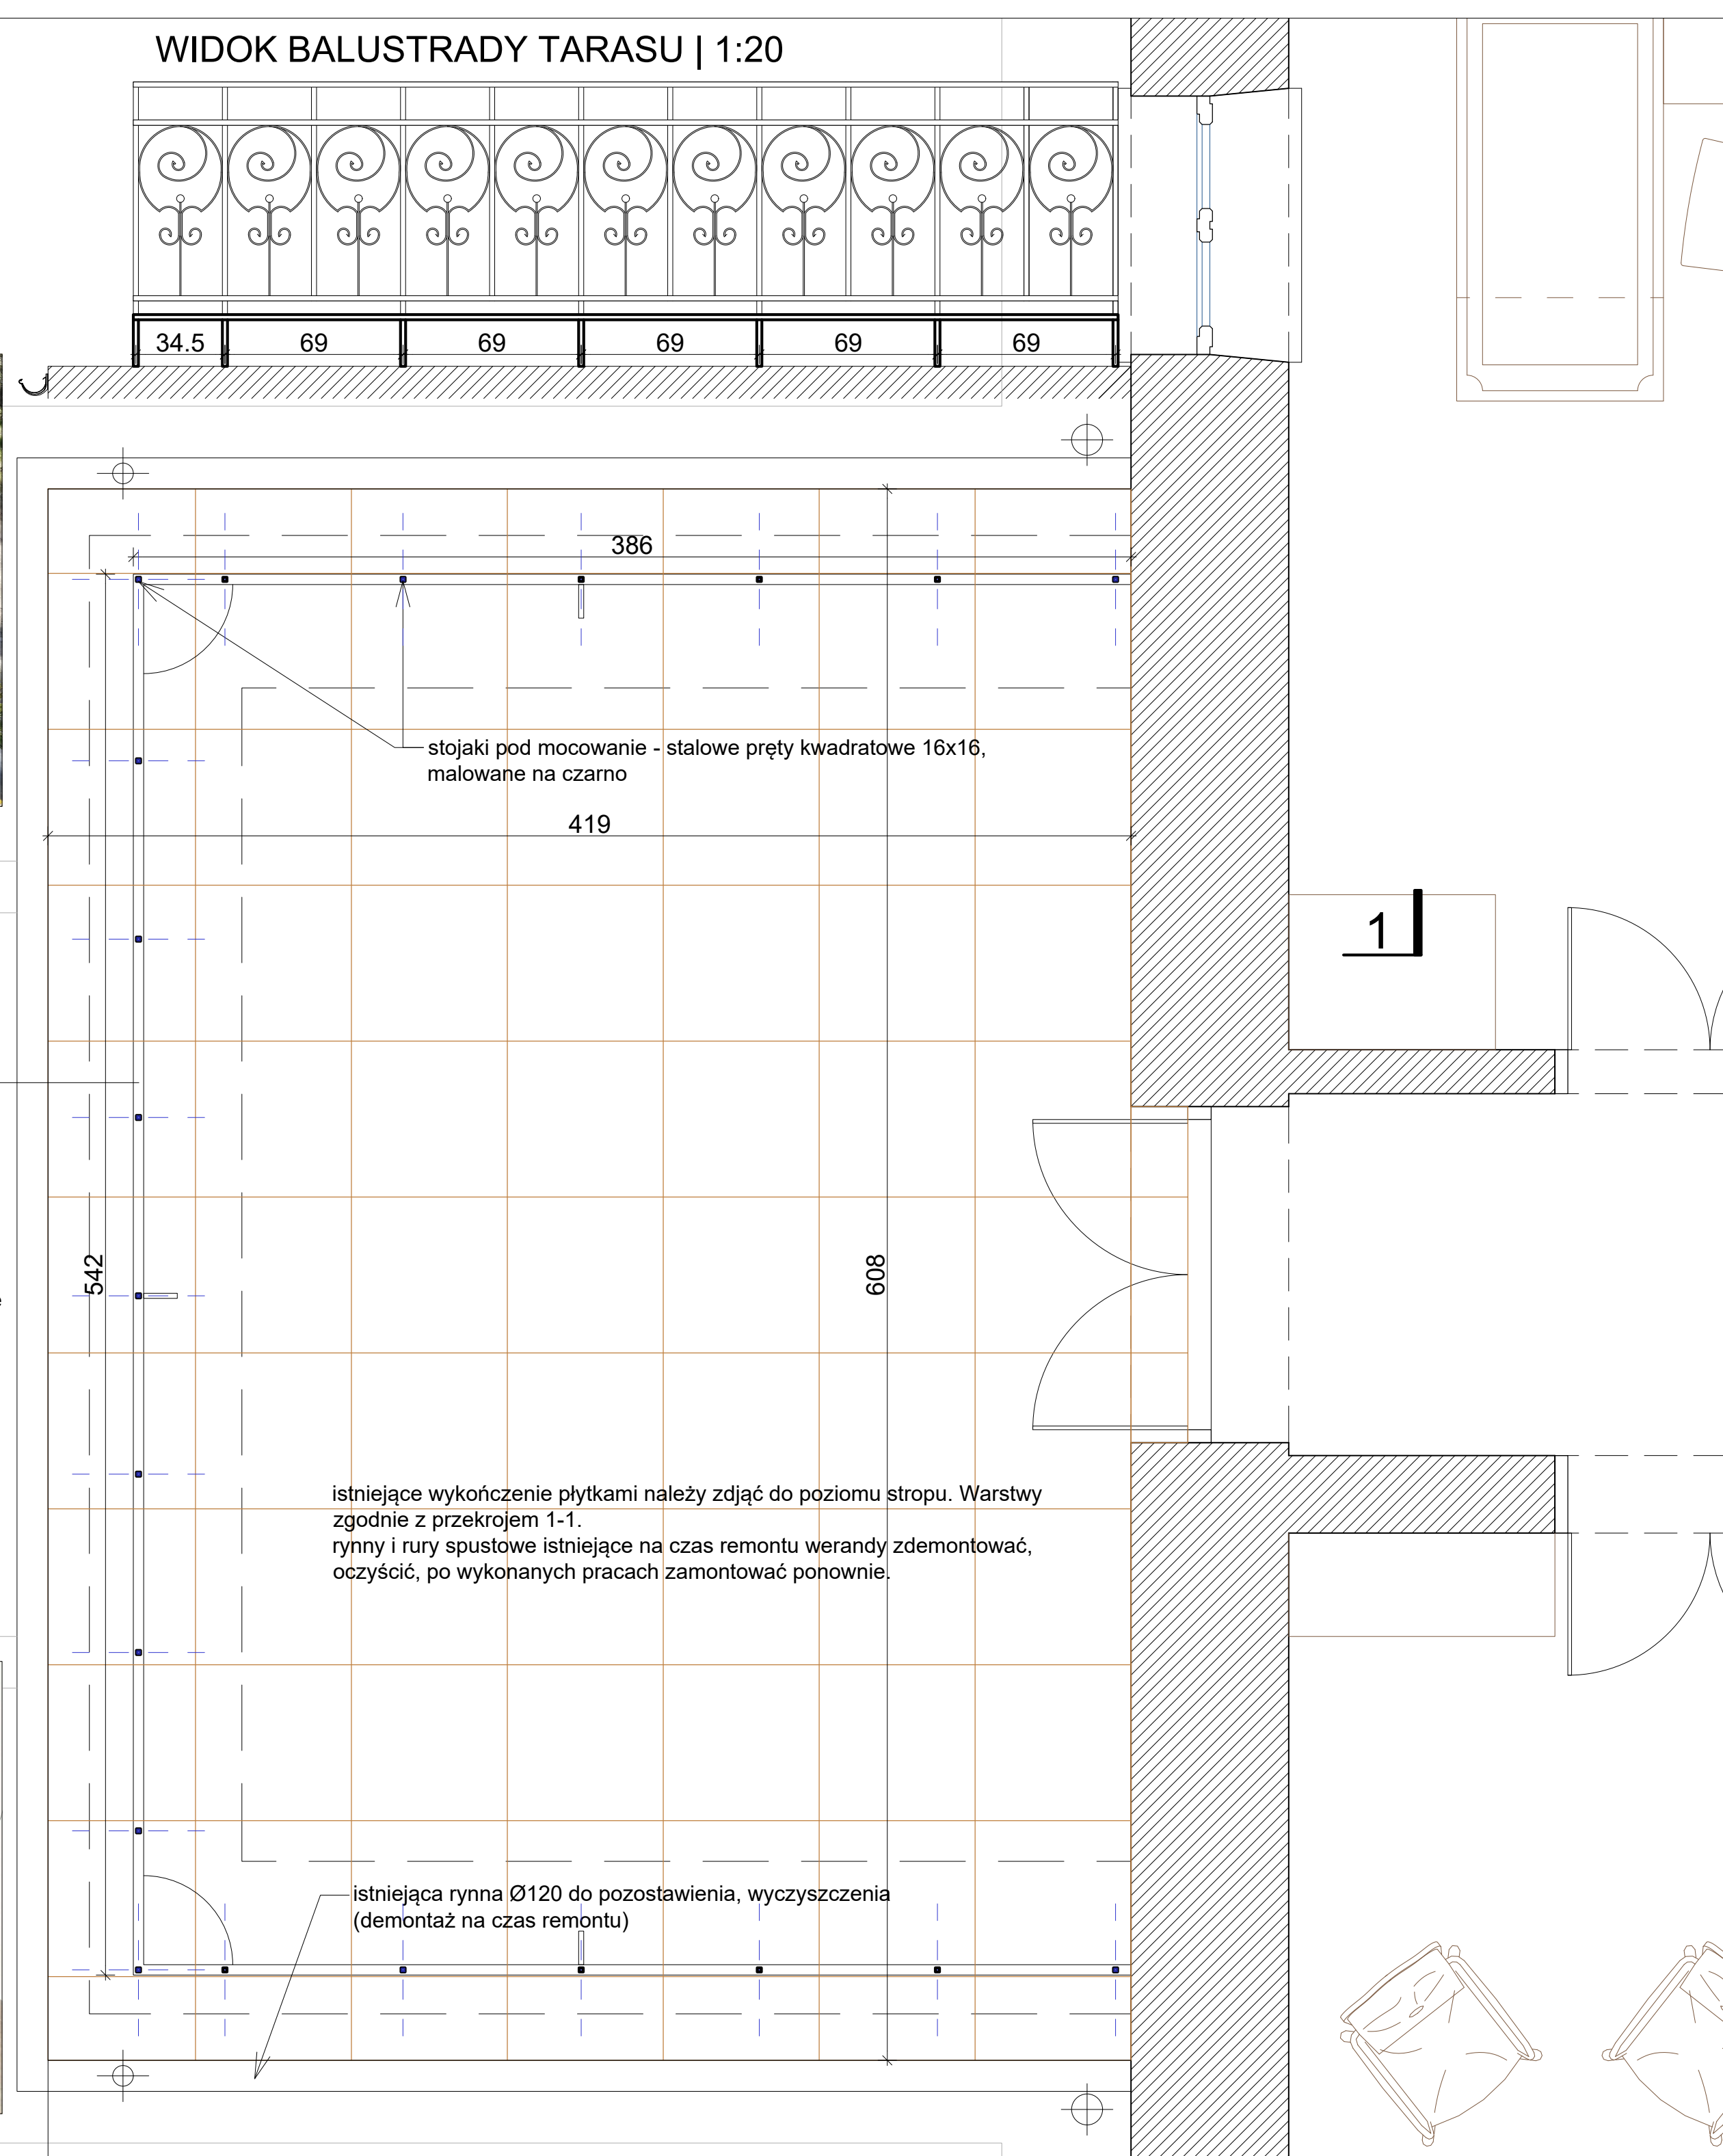 WIDOK BALUSTRADY TARASU | 1:20
34.5 69 69 69 69 69
386
stojaki pod mocowanie - stalowe pręty kwadratowe 16x16,
malowane na czarno
419
1
542
608
istniejące wykończenie płytkami należy zdjąć do poziomu stropu. Warstwy
zgodnie z przekrojem 1-1.
rynny i rury spustowe istniejące na czas remontu werandy zdemontować,
oczyścić, po wykonanych pracach zamontować ponownie.
istniejąca rynna Ø120 do pozostawienia, wyczyszczenia
(demontaż na czas remontu)